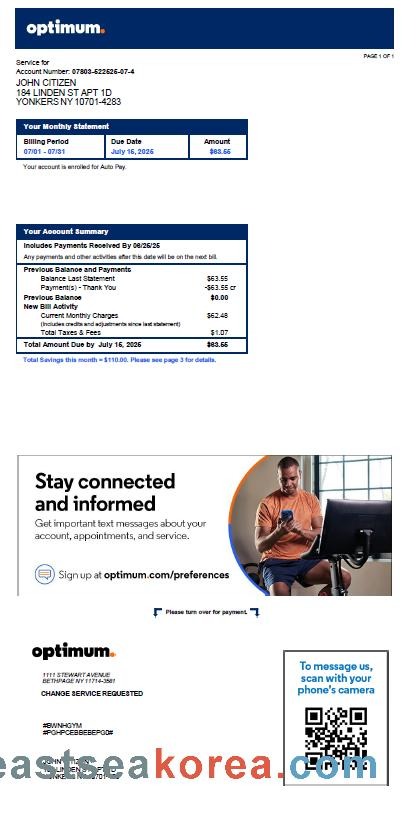 optimum.
PAGE 1 OF 1
Service for
Account Number: 07803-522525-07-4
JOHN CITIZEN
184 LINDEN ST APT 1D
YONKERS NY 10701-4283
Your Monthly Statement
Billing Period Due Date Amount
07/01 - 07/31 July 15, 2025 $63.55
Your account is enrolled for Auto Pay.
Your Account Summary
Includes Payments Received By 06/25/25
Any payments and other activities after this date will be on the next bill.
Previous Balance and Payments
Balance Last Statement $63.55
Payment(s) - Thank You -$63.55 cr
Previous Balance $0.00
New Bill Activity
Current Monthly Charges $62.48
(Includes credits and adjustments since last statement)
Total Taxes & Fees $1.07
Total Amount Due by July 15, 2025 $63.55
Total Savings this month = $110.00. Please see page 3 for details.
Stay connected
and informed
Get important text messages about your
account, appointments, and service.
Sign up at optimum.com/preferences
Please turn over for payment.
optimum.
1111 STEWART AVENUE
BETHPAGE NY 11714-3581
CHANGE SERVICE REQUESTED
To message us,
scan with your
phone's camera
#BWNHGYM
#PGHPCEBBEBEPG0#
JOHN CITIZEN
eastseakorea.com